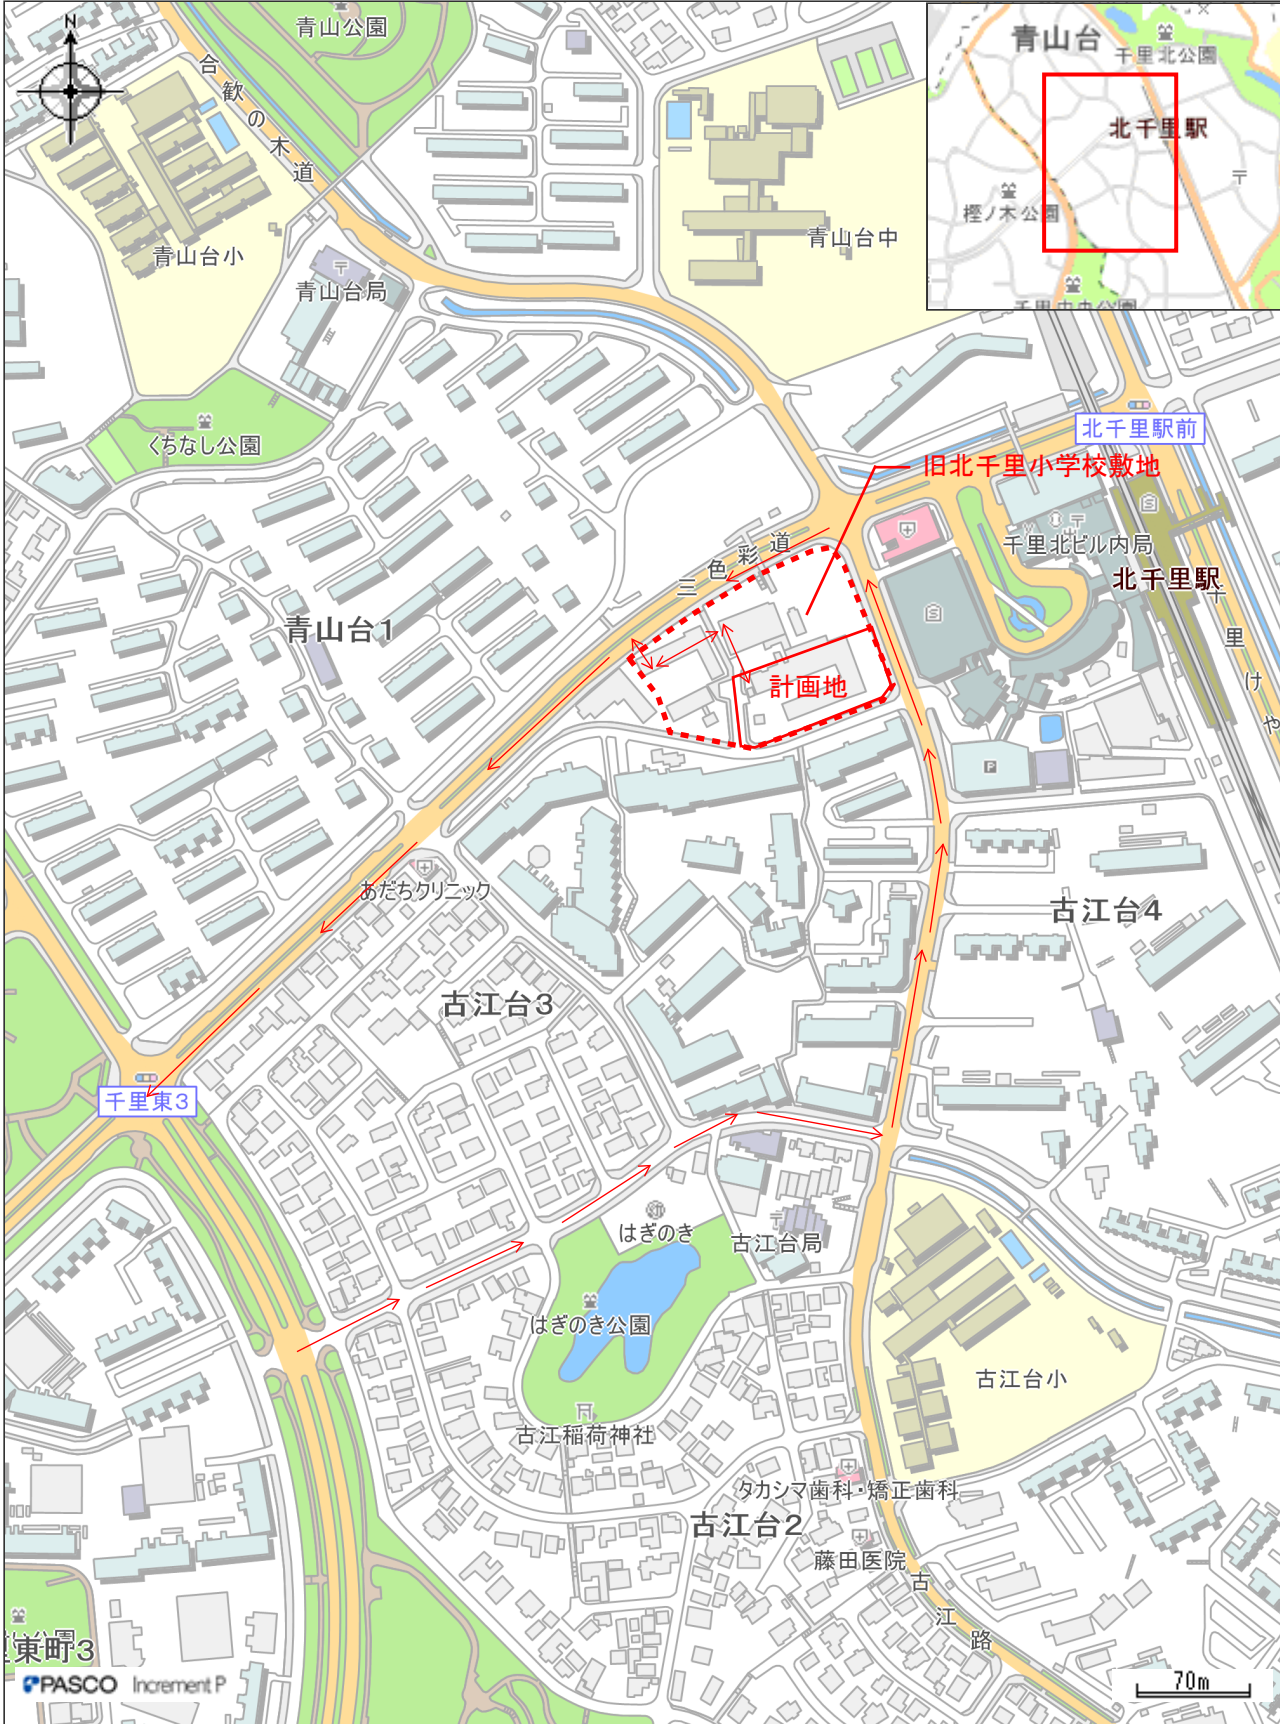 N
青山公園
合歓の木道
青山台
千里北公園
北千里駅
樫ノ木公園
〒
千里中央公園
青山台小
青山台局
青山台中
くちなし公園
北千里駅前
旧北千里小学校敷地
三色彩道
千里北ビル内局
北千里駅
青山台1
計画地
千里けや
P
あだちクリニック
古江台4
古江台3
千里東3
はぎのき
古江台局
はぎのき公園
古江台小
古江稲荷神社
タカシマ歯科・矯正歯科
古江台2
藤田医院
古江路
東町3
PASCO Increment P
70m